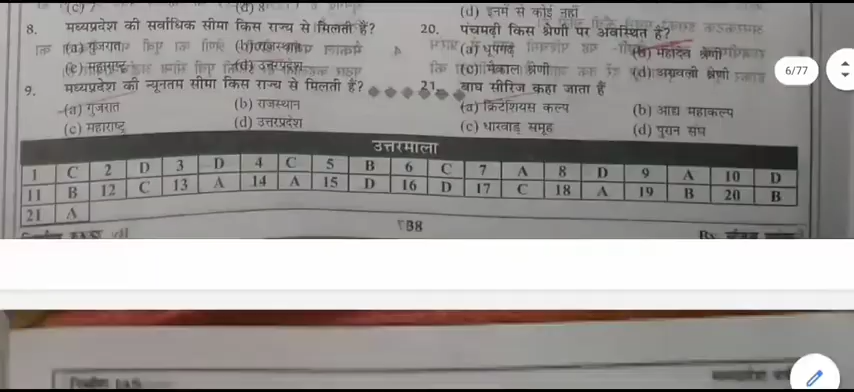 (c) (d) 8
8. मध्यप्रदेश की सर्वाधिक सीमा किस राज्य से मिलती हैं?
(a) गुजरात (b) राजस्थान
(c) महाराष्ट्र (d) उत्तरप्रदेश
9. मध्यप्रदेश की न्यूनतम सीमा किस राज्य से मिलती हैं?
(a) गुजरात (b) राजस्थान
(c) महाराष्ट्र (d) उत्तरप्रदेश
(d) इनमें से कोई नहीं
20. पंचमढ़ी किस श्रेणी पर अवस्थित है?
(a) धूपगढ़ (b) महादेव श्रेणी
(c) मैकाल श्रेणी (d) अरावली श्रेणी
21. बाघ सीरिज कहा जाता हैं
(a) क्रिटेशियस कल्प (b) आद्य महाकल्प
(c) धारवाड़ समूह (d) पुरान संघ
6/77
उत्तरमाला
1 C 2 D 3 D 4 C 5 B 6 C 7 A 8 D 9 A 10 D
11 B 12 C 13 A 14 A 15 D 16 D 17 C 18 A 19 B 20 B
21 A
B8
By